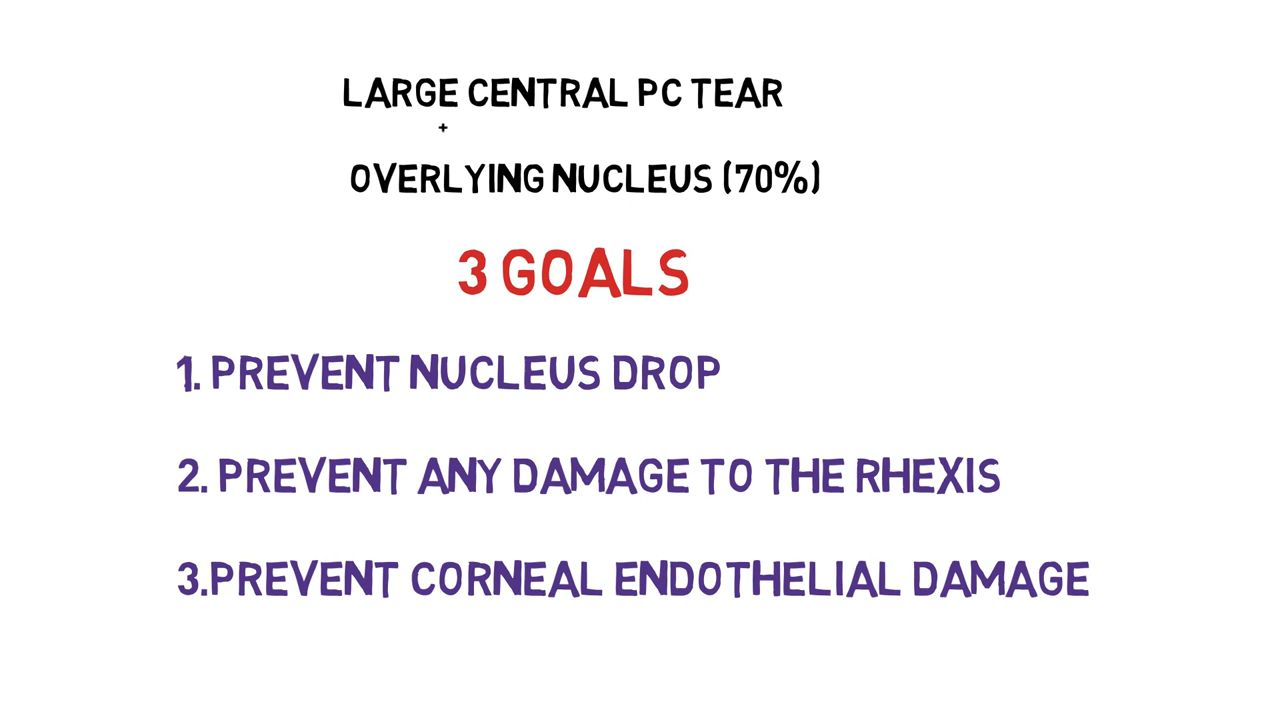 LARGE CENTRAL PC TEAR
+
OVERLYING NUCLEUS (70%)
3 GOALS
1. PREVENT NUCLEUS DROP
2. PREVENT ANY DAMAGE TO THE RHEXIS
3.PREVENT CORNEAL ENDOTHELIAL DAMAGE